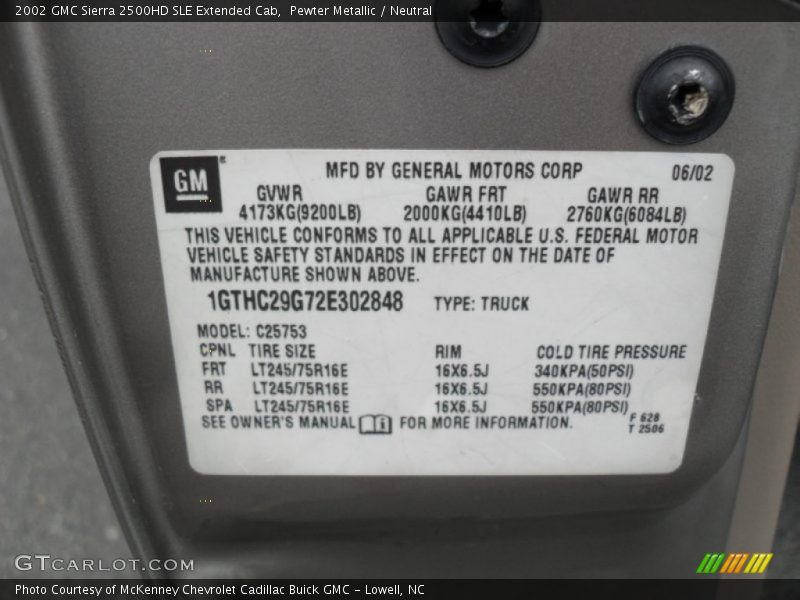 2002 GMC Sierra 2500HD SLE Extended Cab, Pewter Metallic / Neutral
GM ®
MFD BY GENERAL MOTORS CORP 06/02
GVWR GAWR FRT GAWR RR
4173KG(9200LB) 2000KG(4410LB) 2760KG(6084LB)
THIS VEHICLE CONFORMS TO ALL APPLICABLE U.S. FEDERAL MOTOR
VEHICLE SAFETY STANDARDS IN EFFECT ON THE DATE OF
MANUFACTURE SHOWN ABOVE.
1GTHC29G72E302848 TYPE: TRUCK
MODEL: C25753
CPNL TIRE SIZE RIM COLD TIRE PRESSURE
FRT LT245/75R16E 16X6.5J 340KPA(50PSI)
RR LT245/75R16E 16X6.5J 550KPA(80PSI)
SPA LT245/75R16E 16X6.5J 550KPA(80PSI)
SEE OWNER'S MANUAL FOR MORE INFORMATION.
F 628
T 2506
GTCARLOT.COM
Photo Courtesy of McKenney Chevrolet Cadillac Buick GMC - Lowell, NC